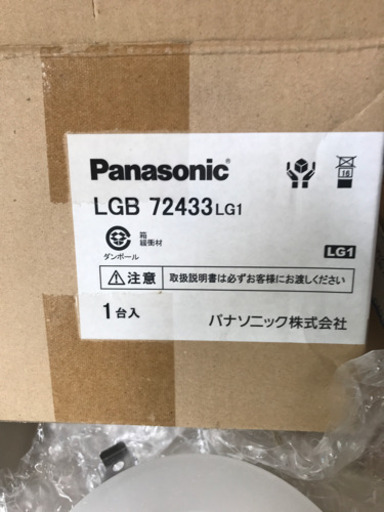 Panasonic
LGB 72433LG1
16
箱
緩衝材
ダンボール
LG1
注意
取扱説明書は必ずお客様にお渡しください
1台入
パナソニック株式会社